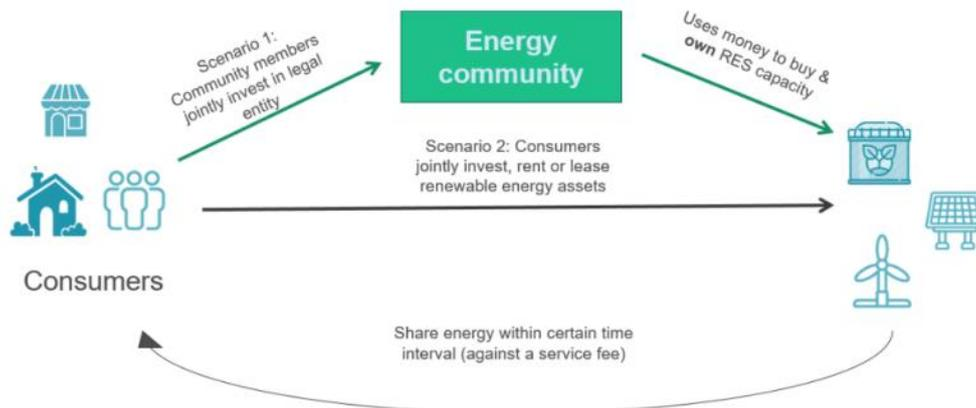 Scenario 1:
Community members
jointly invest in legal
entity
Energy
community
Uses money to buy &
own RES capacity
Scenario 2: Consumers
jointly invest, rent or lease
renewable energy assets
Consumers
Share energy within certain time
interval (against a service fee)